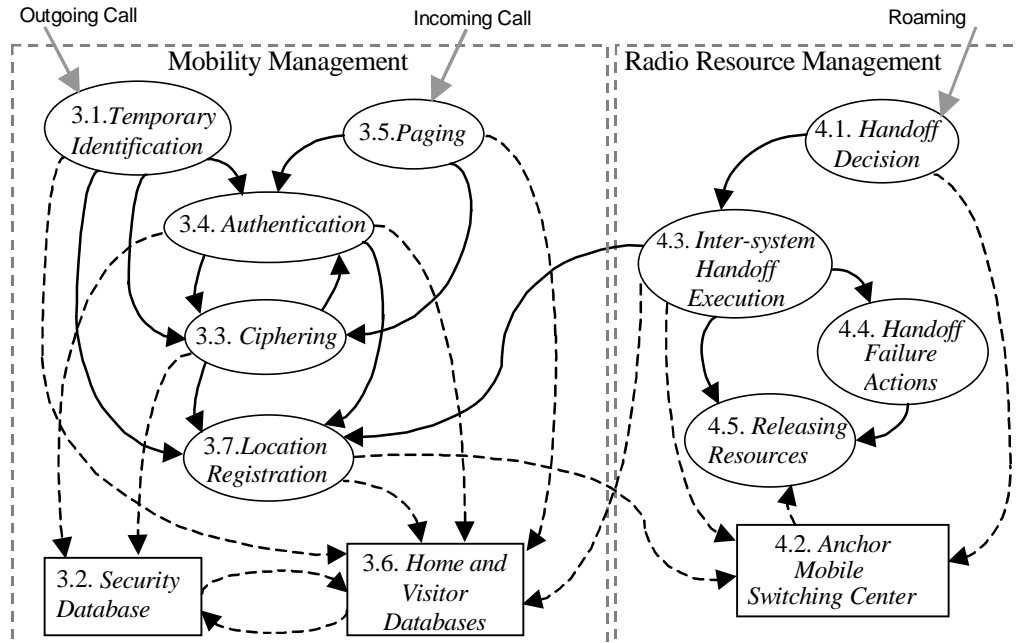 Outgoing Call
Incoming Call
Roaming
Mobility Management
Radio Resource Management
3.1.Temporary
Identification
3.5.Paging
4.1. Handoff
Decision
3.4. Authentication
4.3. Inter-system
Handoff
Execution
3.3. Ciphering
4.4. Handoff
Failure
Actions
3.7.Location
Registration
4.5. Releasing
Resources
3.2. Security
Database
3.6. Home and
Visitor
Databases
4.2. Anchor
Mobile
Switching Center